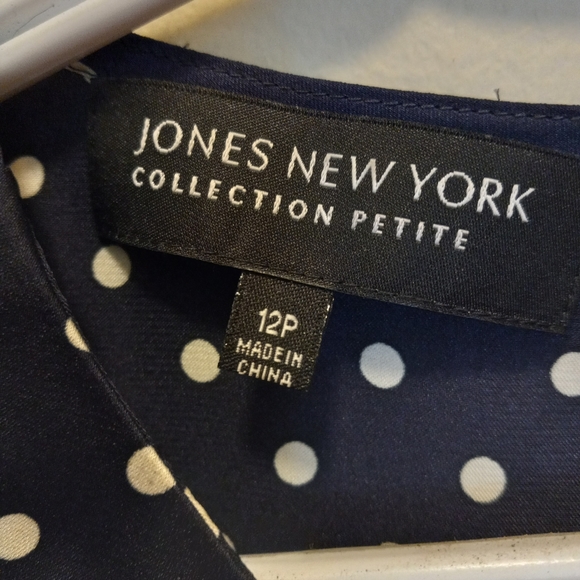 JONES NEW YORK
COLLECTION PETITE
12P
MADE IN
CHINA